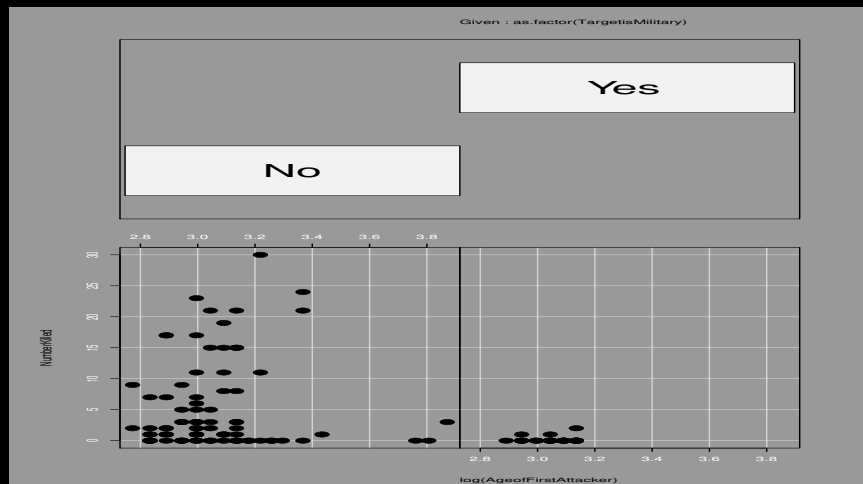 Given : as.factor(TargetisMilitary)
Yes
No
2.8 3.0 3.2 3.4 3.6 3.8
30
25
20
15
10
5
0
NumberKilled
2.8 3.0 3.2 3.4 3.6 3.8
log(AgeofFirstAttacker)